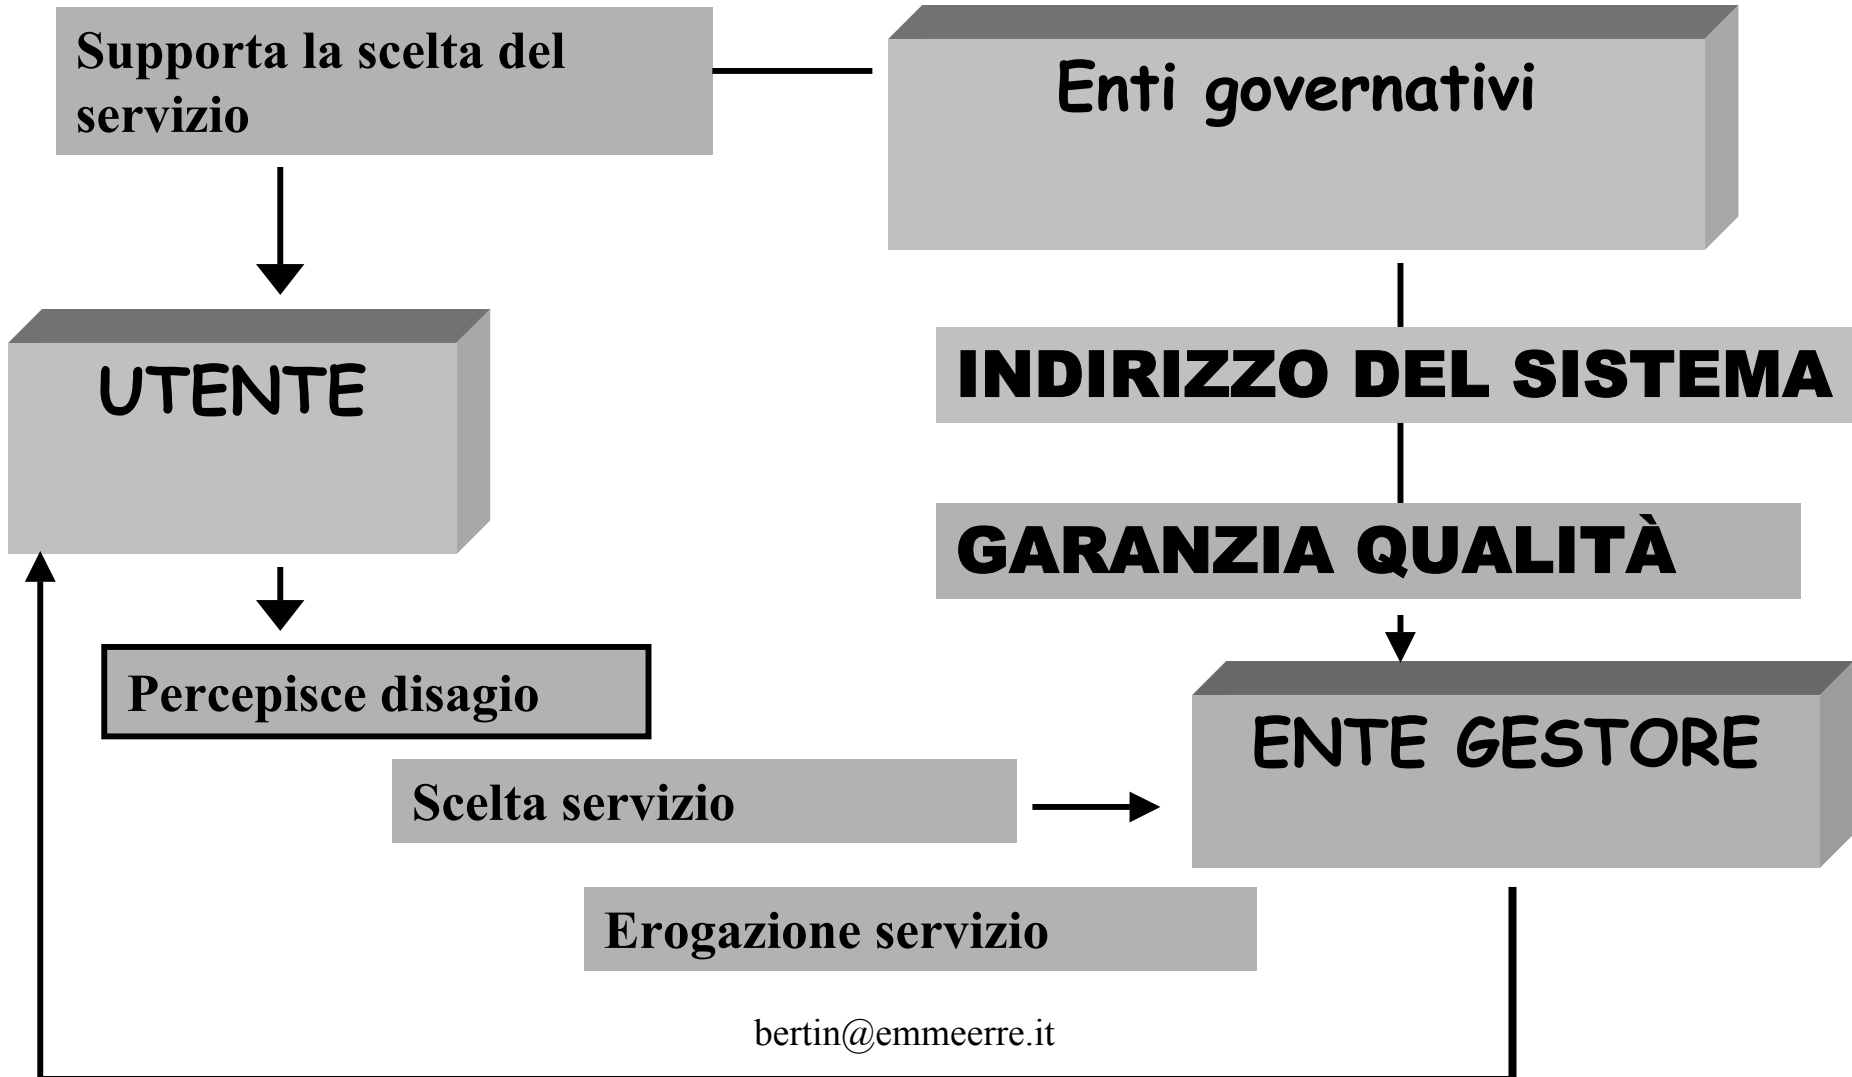 Supporta la scelta del
servizio
Enti governativi
UTENTE
INDIRIZZO DEL SISTEMA
GARANZIA QUALITÀ
Percepisce disagio
ENTE GESTORE
Scelta servizio
Erogazione servizio
bertin@emmeerre.it